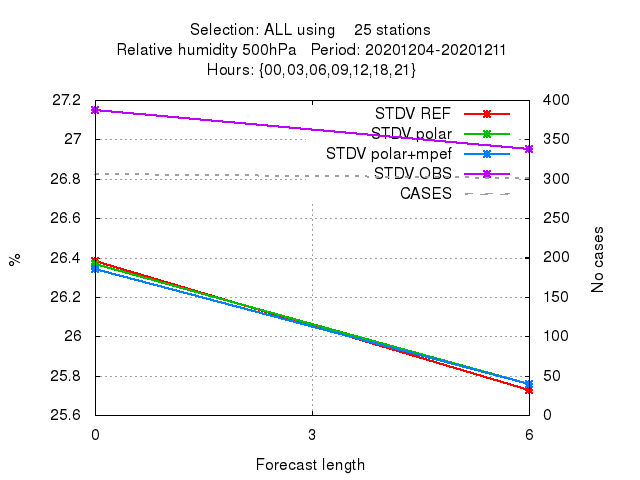 Selection: ALL using 25 stations
Relative humidity 500hPa Period: 20201204-20201211
Hours: {00,03,06,09,12,18,21}
27.2
27
26.8
26.6
26.4
26.2
26
25.8
25.6
%
STDV REF
STDV polar
STDV polar+mpef
STDV OBS
CASES
400
350
300
250
200
150
100
50
0
No cases
0 3 6
Forecast length